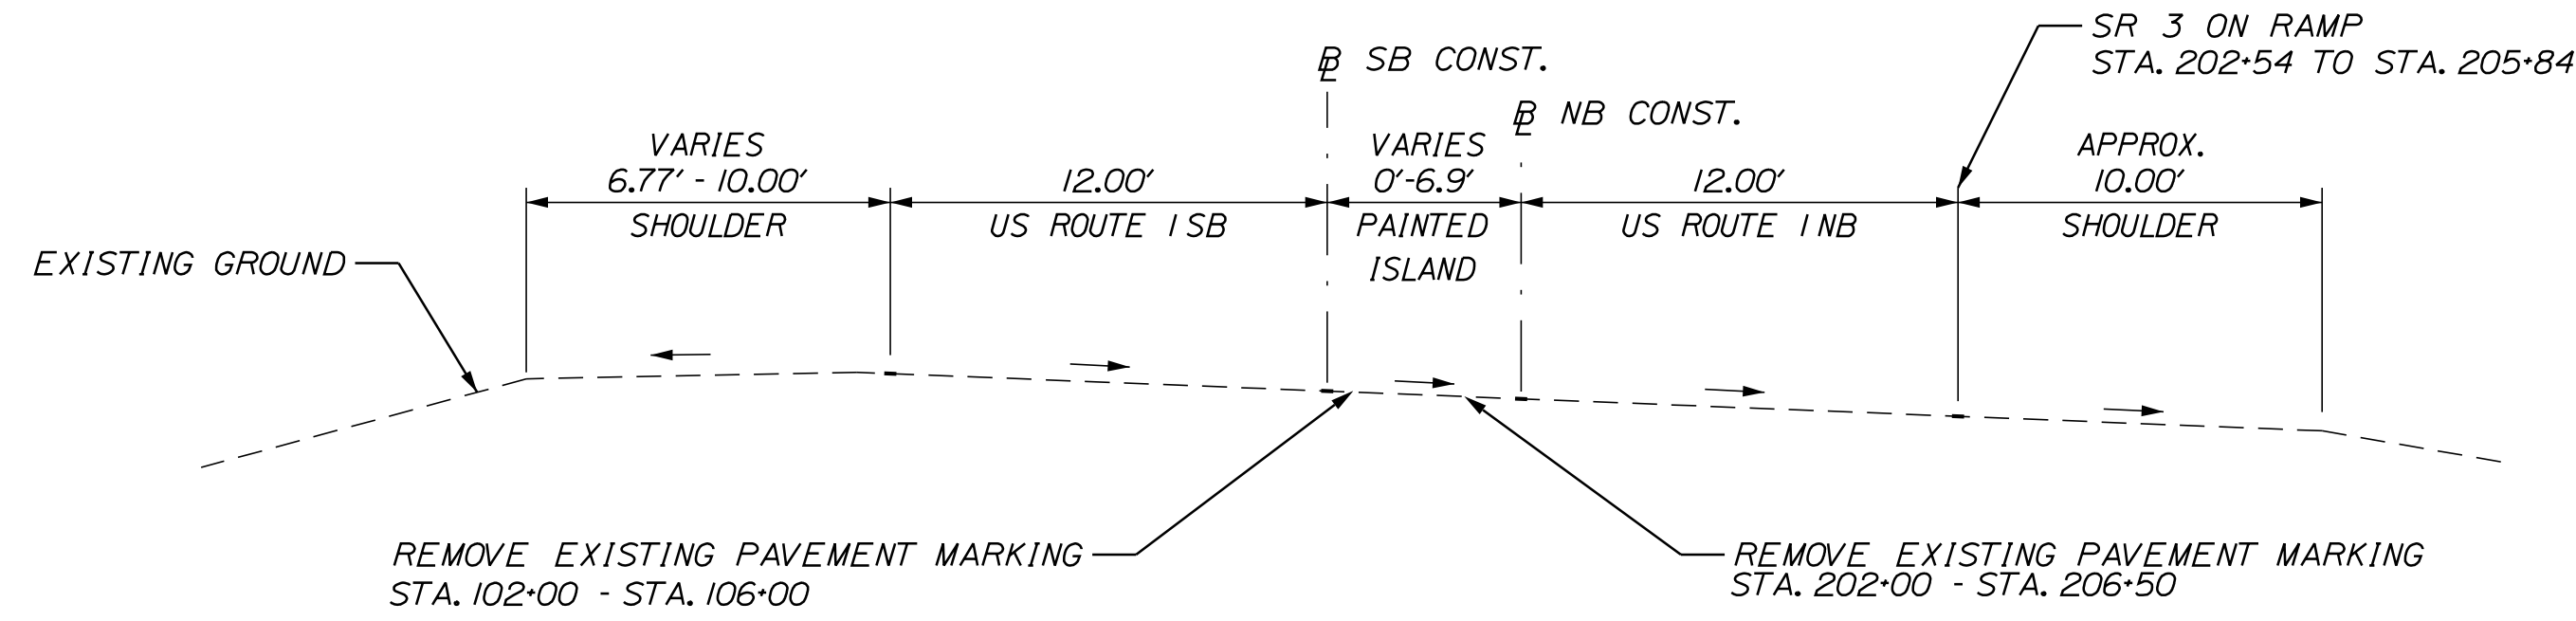 SR 3 ON RAMP
STA. 202+54 TO STA. 205+84
BL SB CONST.
BL NB CONST.
VARIES
6.77' - 10.00'
SHOULDER
12.00'
US ROUTE 1 SB
VARIES
0'-6.9'
PAINTED
ISLAND
12.00'
US ROUTE 1 NB
APPROX.
10.00'
SHOULDER
EXISTING GROUND
REMOVE EXISTING PAVEMENT MARKING
STA. 102+00 - STA. 106+00
REMOVE EXISTING PAVEMENT MARKING
STA. 202+00 - STA. 206+50